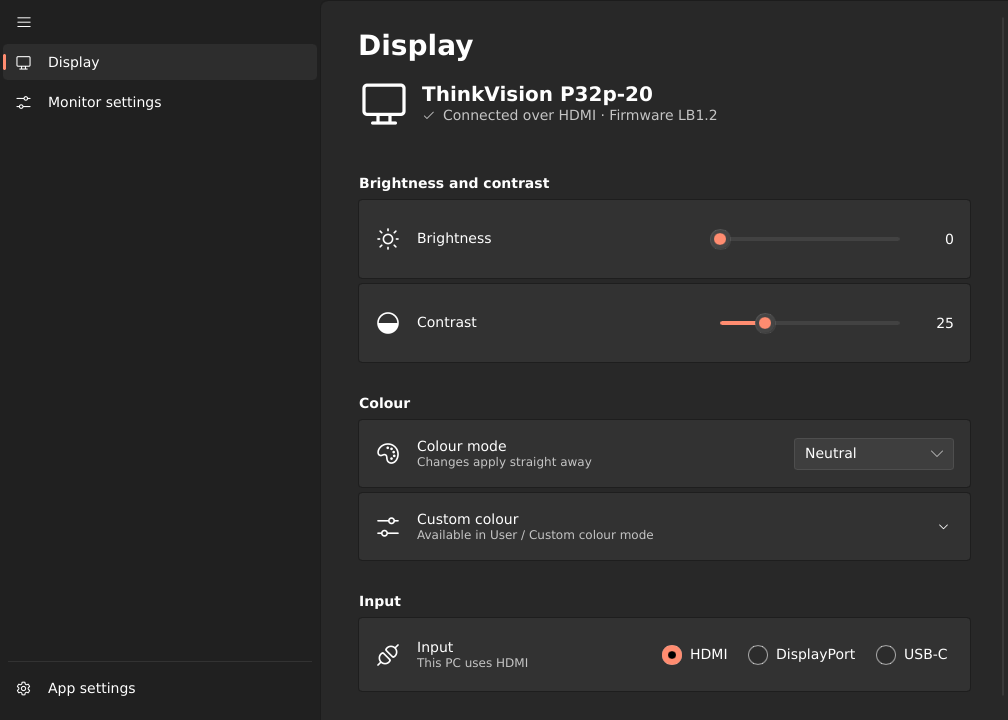 Display
Monitor settings
App settings
Display
ThinkVision P32p-20
Connected over HDMI · Firmware LB1.2
Brightness and contrast
Brightness
0
Contrast
25
Colour
Colour mode
Changes apply straight away
Neutral
Custom colour
Available in User / Custom colour mode
Input
Input
This PC uses HDMI
HDMI DisplayPort USB-C